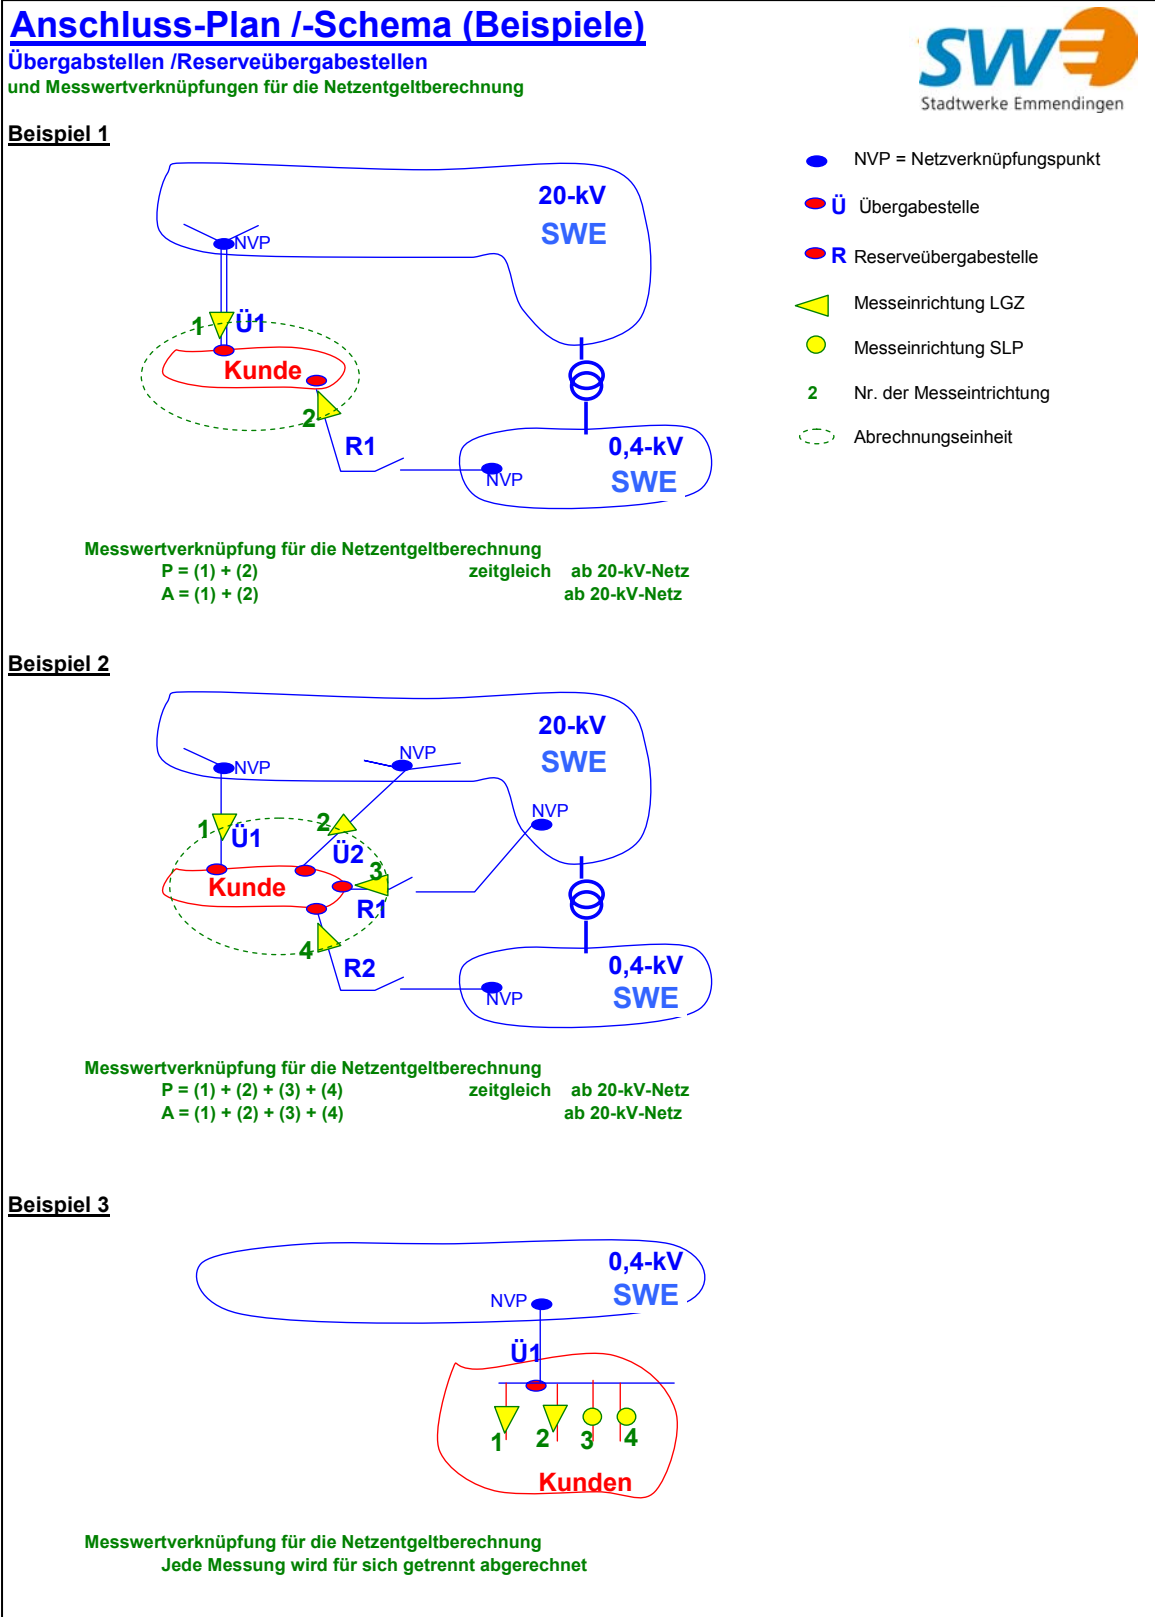 Anschluss-Plan /-Schema (Beispiele)
Übergabstellen /Reserveübergabestellen
und Messwertverknüpfungen für die Netzentgeltberechnung
SWE
Stadtwerke Emmendingen
Beispiel 1
NVP = Netzverknüpfungspunkt
Ü Übergabestelle
R Reserveübergabestelle
Messeinrichtung LGZ
Messeinrichtung SLP
2 Nr. der Messeintrichtung
Abrechnungseinheit
20-kV
SWE
NVP
1 Ü1
Kunde
2
R1
0,4-kV
SWE
NVP
Messwertverknüpfung für die Netzentgeltberechnung
P = (1) + (2) zeitgleich ab 20-kV-Netz
A = (1) + (2) ab 20-kV-Netz
Beispiel 2
20-kV
SWE
NVP
NVP
NVP
1 Ü1
2
Ü2
3
Kunde
R1
4
R2
0,4-kV
SWE
NVP
Messwertverknüpfung für die Netzentgeltberechnung
P = (1) + (2) + (3) + (4) zeitgleich ab 20-kV-Netz
A = (1) + (2) + (3) + (4) ab 20-kV-Netz
Beispiel 3
0,4-kV
SWE
NVP
Ü1
1 2 3 4
Kunden
Messwertverknüpfung für die Netzentgeltberechnung
Jede Messung wird für sich getrennt abgerechnet